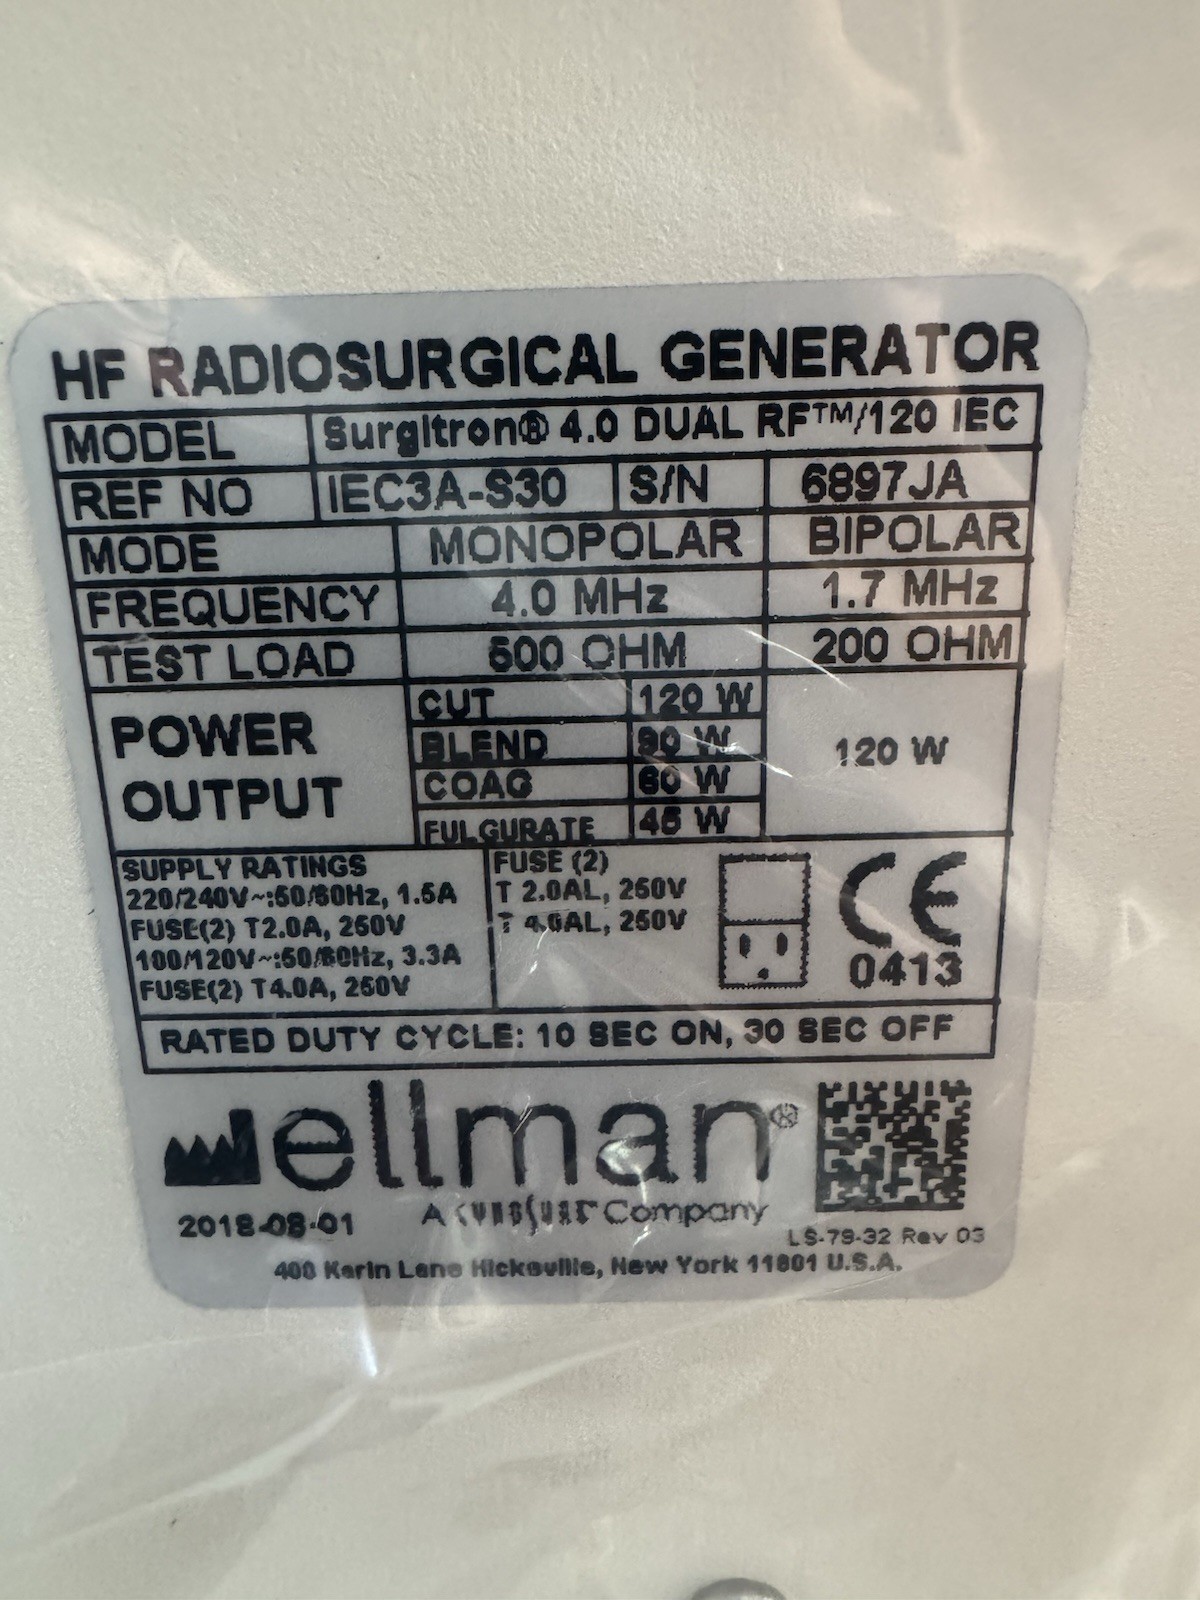 HF RADIOSURGICAL GENERATOR
MODEL Surgitron® 4.0 DUAL RF™/120 IEC
REF NO IEC3A-S30 S/N 6897JA
MODE MONOPOLAR BIPOLAR
FREQUENCY 4.0 MHz 1.7 MHz
TEST LOAD 500 OHM 200 OHM
POWER OUTPUT
CUT 120 W
BLEND 90 W
COAG 60 W
FULGURATE 45 W
120 W
SUPPLY RATINGS
220/240V~:50/60Hz, 1.5A
FUSE(2) T2.0A, 250V
100/120V~:50/60Hz, 3.3A
FUSE(2) T4.0A, 250V
FUSE (2)
T 2.0AL, 250V
T 4.0AL, 250V
CE
0413
RATED DUTY CYCLE: 10 SEC ON, 30 SEC OFF
ellman®
A CYNOSURE Company
2018-08-01
LS-79-32 Rev 03
400 Karin Lane Hicksville, New York 11801 U.S.A.